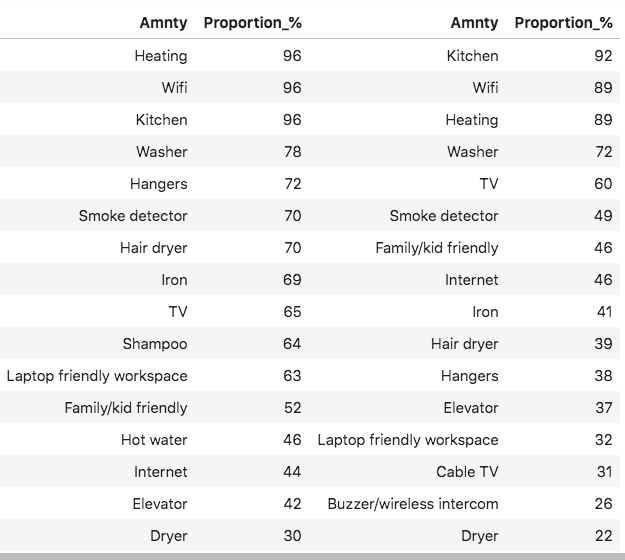 Amnty Proportion_% Amnty Proportion_%
Heating 96 Kitchen 92
Wifi 96 Wifi 89
Kitchen 96 Heating 89
Washer 78 Washer 72
Hangers 72 TV 60
Smoke detector 70 Smoke detector 49
Hair dryer 70 Family/kid friendly 46
Iron 69 Internet 46
TV 65 Iron 41
Shampoo 64 Hair dryer 39
Laptop friendly workspace 63 Hangers 38
Family/kid friendly 52 Elevator 37
Hot water 46 Laptop friendly workspace 32
Internet 44 Cable TV 31
Elevator 42 Buzzer/wireless intercom 26
Dryer 30 Dryer 22